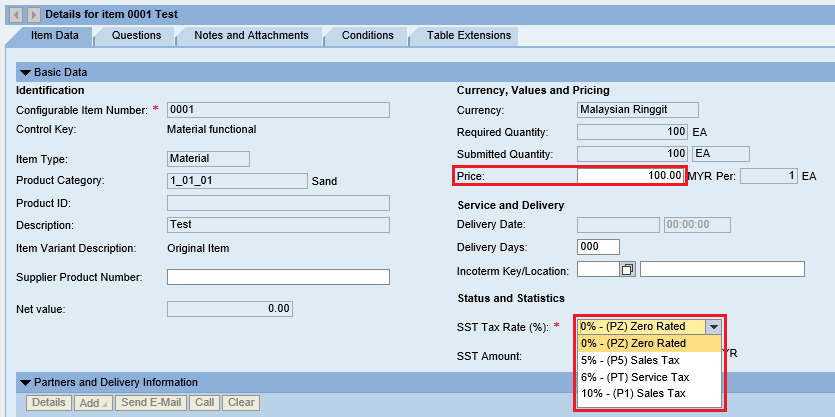 Details for item 0001 Test
Item Data Questions Notes and Attachments Conditions Table Extensions
Basic Data
Identification
Configurable Item Number: * 0001
Control Key: Material functional
Item Type: Material
Product Category: 1_01_01 Sand
Product ID:
Description: Test
Item Variant Description: Original Item
Supplier Product Number:
Net value: 0.00
Currency, Values and Pricing
Currency: Malaysian Ringgit
Required Quantity: 100 EA
Submitted Quantity: 100 EA
Price: 100.00 MYR Per: 1 EA
Service and Delivery
Delivery Date: 00:00:00
Delivery Days: 000
Incoterm Key/Location:
Status and Statistics
SST Tax Rate (%): * 0% - (PZ) Zero Rated
0% - (PZ) Zero Rated
5% - (P5) Sales Tax
SST Amount: YR
6% - (PT) Service Tax
10% - (P1) Sales Tax
Partners and Delivery Information
Details Add Send E-Mail Call Clear